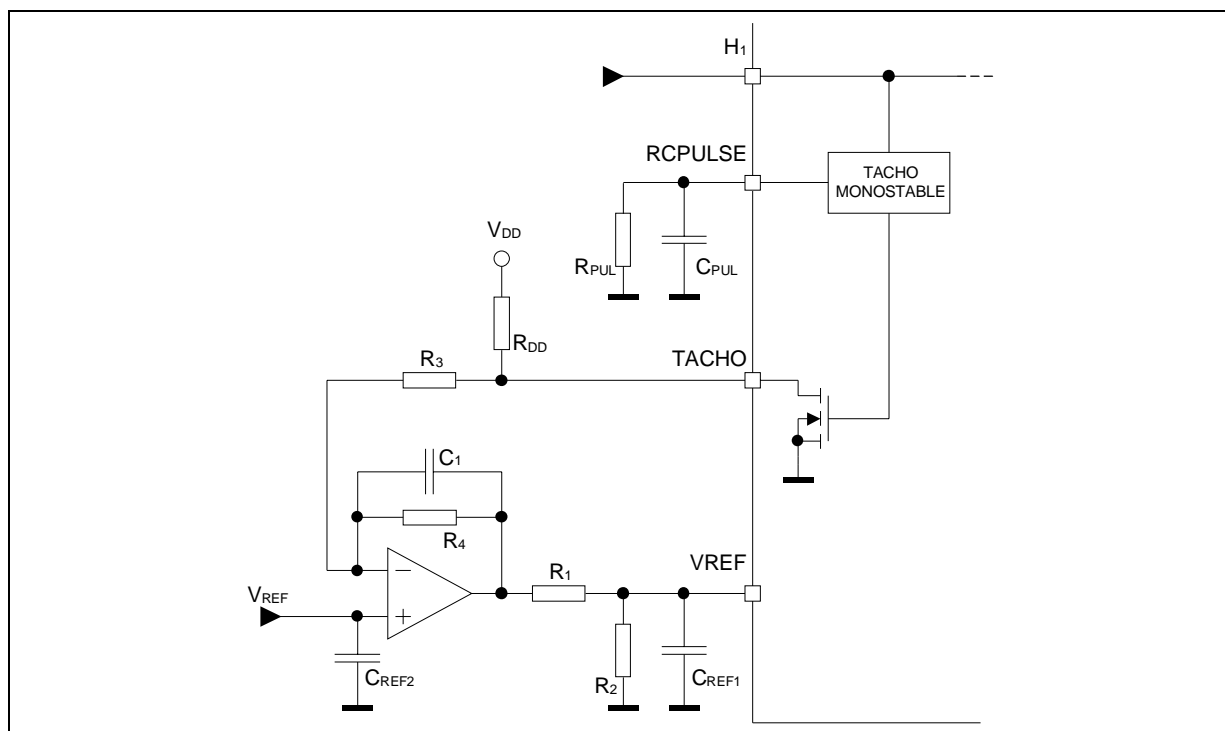 H1
RCPULSE
TACHO
MONOSTABLE
VDD
RPUL
CPUL
RDD
R3
TACHO
C1
R4
VREF
R1
VREF
−
+
CREF2
R2
CREF1